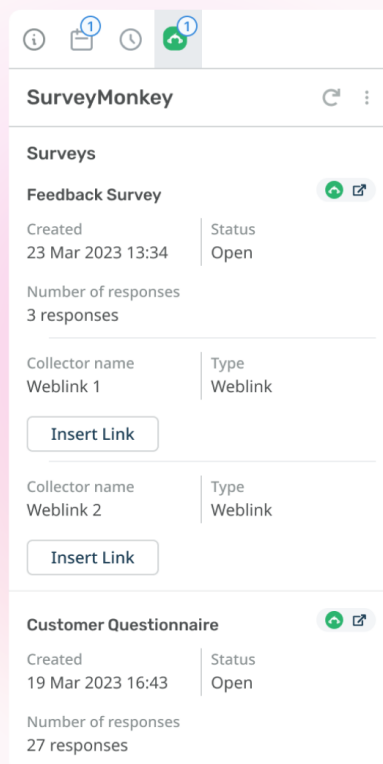 1 1
SurveyMonkey
Surveys
Feedback Survey
Created Status
23 Mar 2023 13:34 Open
Number of responses
3 responses
Collector name Type
Weblink 1 Weblink
Insert Link
Collector name Type
Weblink 2 Weblink
Insert Link
Customer Questionnaire
Created Status
19 Mar 2023 16:43 Open
Number of responses
27 responses